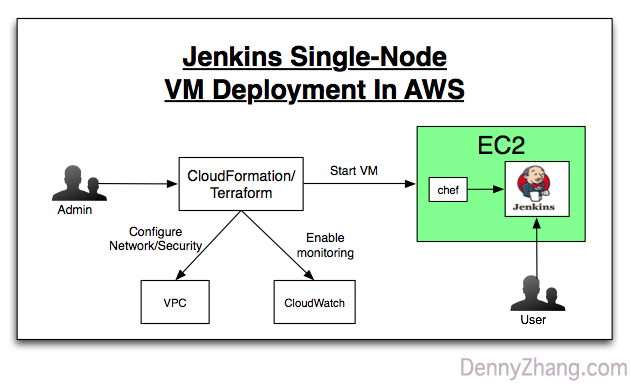 Jenkins Single-Node
VM Deployment In AWS
Admin
CloudFormation/
Terraform
Start VM
EC2
chef
Jenkins
Configure
Network/Security
Enable
monitoring
VPC
CloudWatch
User
DennyZhang.com